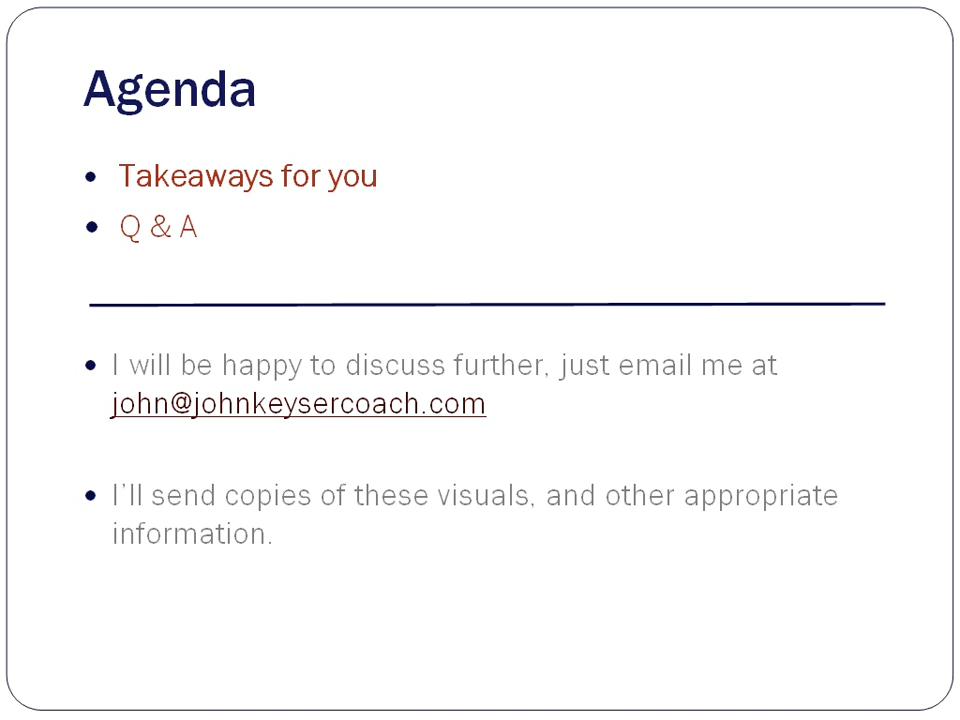 Agenda
Takeaways for you
Q & A
I will be happy to discuss further, just email me at
john@johnkeysercoach.com
I'll send copies of these visuals, and other appropriate
information.